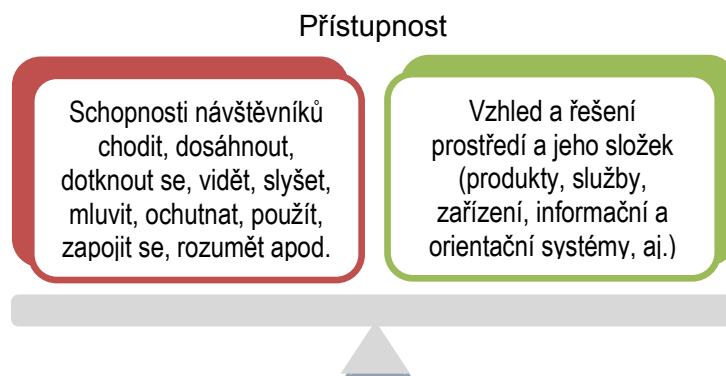 Přístupnost
Schopnosti návštěvníků
chodit, dosáhnout,
dotknout se, vidět, slyšet,
mluvit, ochutnat, použít,
zapojit se, rozumět apod.
Vzhled a řešení
prostředí a jeho složek
(produkty, služby,
zařízení, informační a
orientační systémy, aj.)